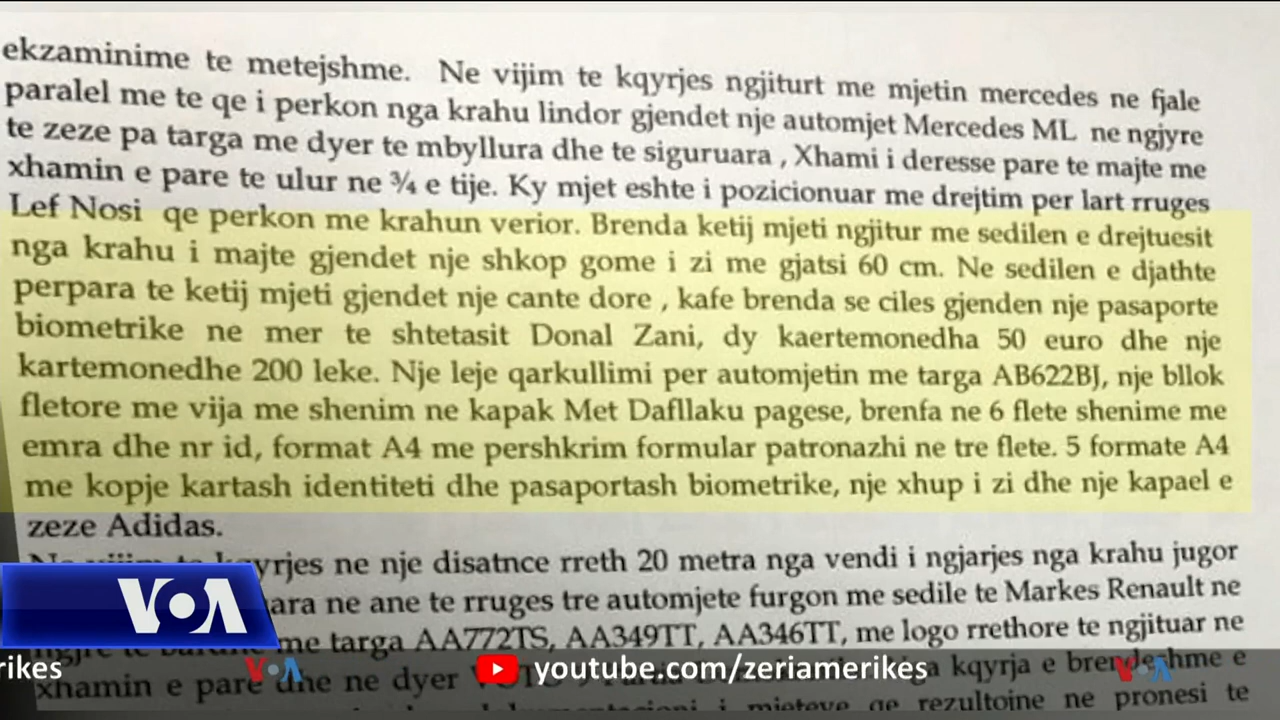 ekzaminime te metejshme. Ne vijim te kqyrjes ngjiturt me mjetin mercedes ne fjale
paralel me te qe i perkon nga krahu lindor gjendet nje automjet Mercedes ML ne ngjyre
te zeze pa targa me dyer te mbyllura dhe te siguruara , Xhami i deresse pare te majte me
xhamin e pare te ulur ne ¾ e tije. Ky mjet eshte i pozicionuar me drejtim per lart rruges
Lef Nosi qe perkon me krahun verior. Brenda ketij mjeti ngjitur me sedilen e drejtuesit
nga krahu i majte gjendet nje shkop gome i zi me gjatsi 60 cm. Ne sedilen e djathte
perpara te ketij mjeti gjendet nje cante dore , kafe brenda se ciles gjenden nje pasaporte
biometrike ne mer te shtetasit Donal Zani, dy kaertemonedha 50 euro dhe nje
kartemonedhe 200 leke. Nje leje qarkullimi per automjetin me targa AB622BJ, nje bllok
fletore me vija me shenim ne kapak Met Dafllaku pagese, brenfa ne 6 flete shenime me
emra dhe nr id, format A4 me pershkrim formular patronazhi ne tre flete. 5 formate A4
me kopje kartash identiteti dhe pasaportash biometrike, nje xhup i zi dhe nje kapael e
zeze Adidas.
yrjes ne nje disatnce rreth 20 metra nga vendi i ngjarjes nga krahu jugor
ara ne ane te rruges tre automjete furgon me sedile te Markes Renault ne
me targa AA772TS, AA349TT, AA346TT, me logo rrethore te ngjituar ne
xhamin e pare dhe ne dyer kqyrja e brendeshme e
i mjeteve qe rezultoine ne pronesi te
VOA
rikes
VOA
youtube.com/zeriamerikes
VOA